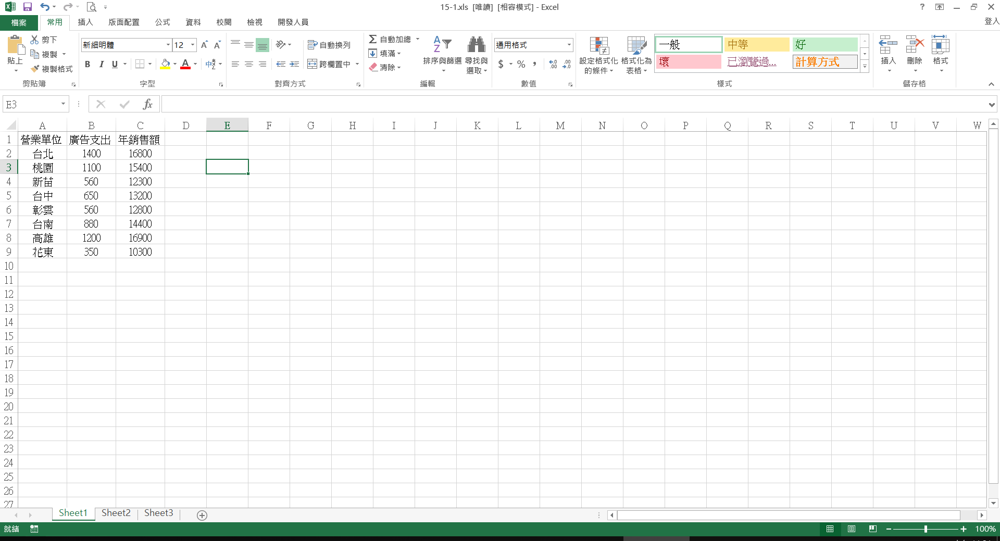 15-1.xls [唯讀] [相容模式] - Excel
?
檔案 常用 插入 版面配置 公式 資料 校閱 檢視 開發人員 登入
貼上 剪下 複製 複製格式
剪貼簿
新細明體 12
B I U
字型
自動換列
跨欄置中
對齊方式
Σ 自動加總
填滿
清除
排序與篩選 尋找與
選取
編輯
通用格式
$ % ,
數值
設定格式化 格式化為
的條件 表格
一般 中等 好
壞 已瀏覽過... 計算方式
樣式
插入 刪除 格式
儲存格
E3 fx
A B C D E F G H I J K L M N O P Q R S T U V W
1 營業單位 廣告支出 年銷售額
2 台北 1400 16800
3 桃園 1100 15400
4 新苗 560 12300
5 台中 650 13200
6 彰雲 560 12800
7 台南 880 14400
8 高雄 1200 16900
9 花東 350 10300
10
11
12
13
14
15
16
17
18
19
20
21
22
23
24
25
26
27
Sheet1 Sheet2 Sheet3
就緒 100%